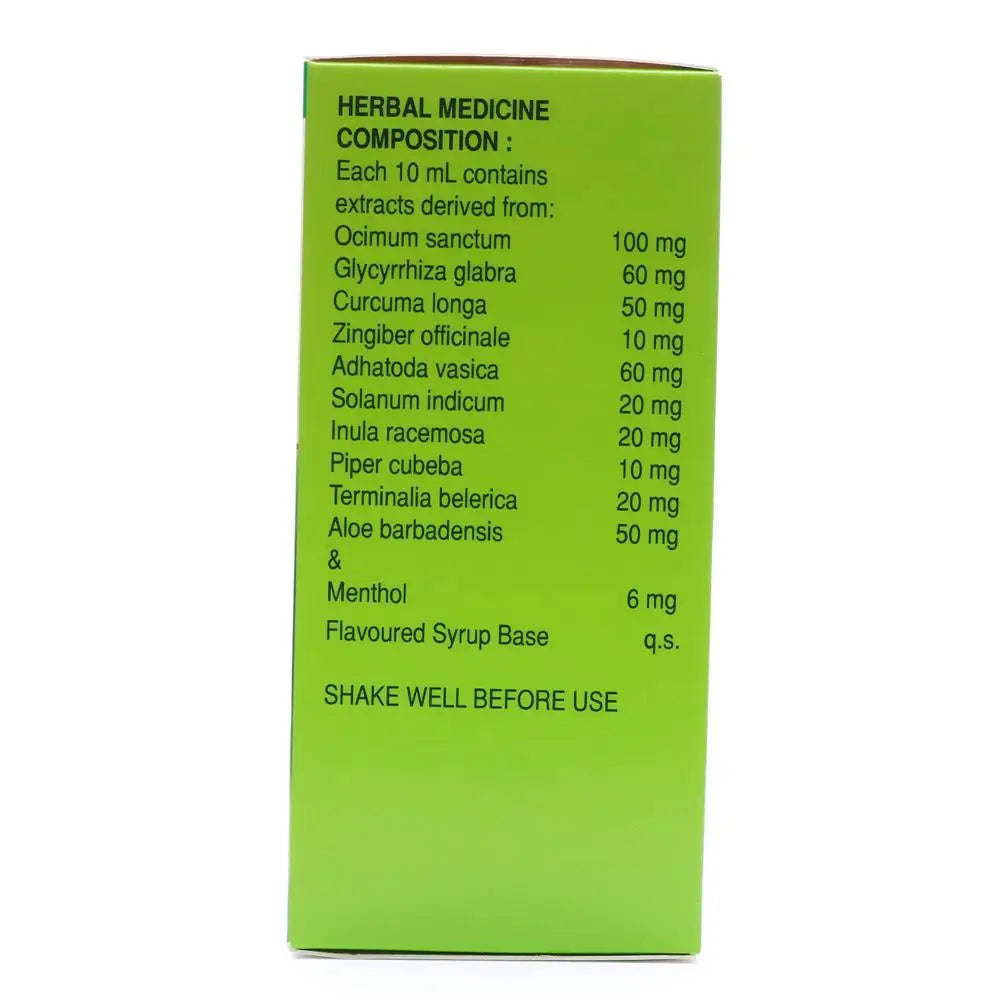 HERBAL MEDICINE
COMPOSITION :
Each 10 mL contains
extracts derived from:
Ocimum sanctum 100 mg
Glycyrrhiza glabra 60 mg
Curcuma longa 50 mg
Zingiber officinale 10 mg
Adhatoda vasica 60 mg
Solanum indicum 20 mg
Inula racemosa 20 mg
Piper cubeba 10 mg
Terminalia belerica 20 mg
Aloe barbadensis 50 mg
&
Menthol 6 mg
Flavoured Syrup Base q.s.
SHAKE WELL BEFORE USE